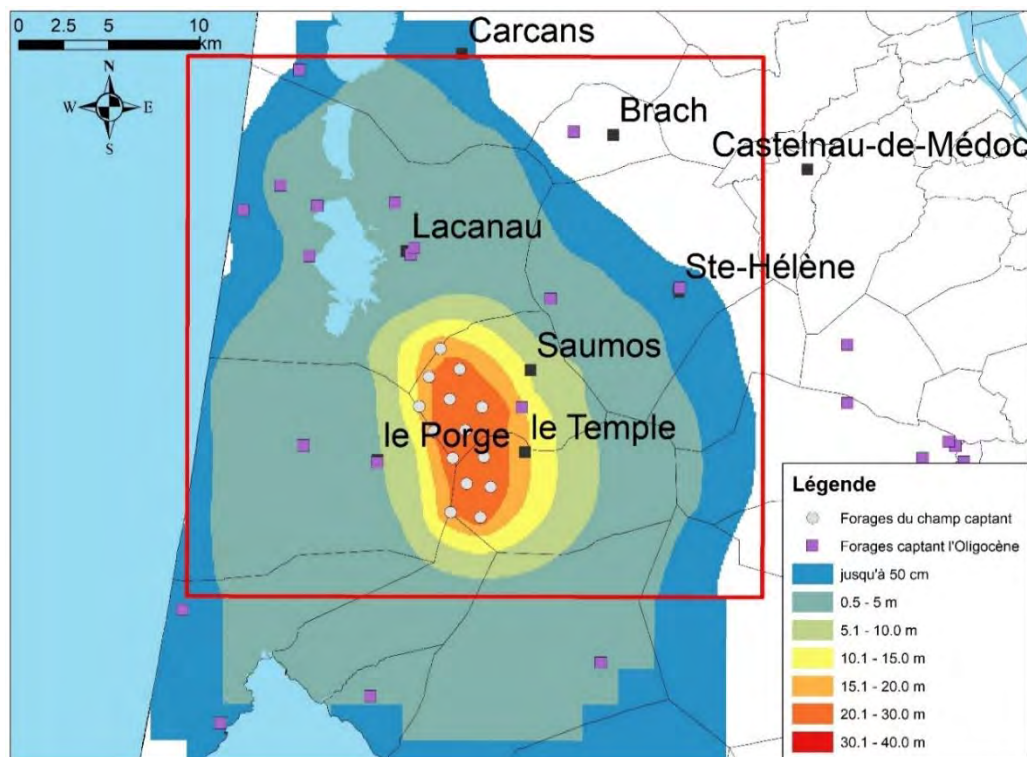 0 2.5 5 10
km
N
W E
S
Carcans
Brach
Castelnau-de-Médoc
Lacanau
Ste-Hélène
Saumos
le Porge
le Temple
Légende
Forages du champ captant
Forages captant l'Oligocène
jusqu'à 50 cm
0.5 - 5 m
5.1 - 10.0 m
10.1 - 15.0 m
15.1 - 20.0 m
20.1 - 30.0 m
30.1 - 40.0 m